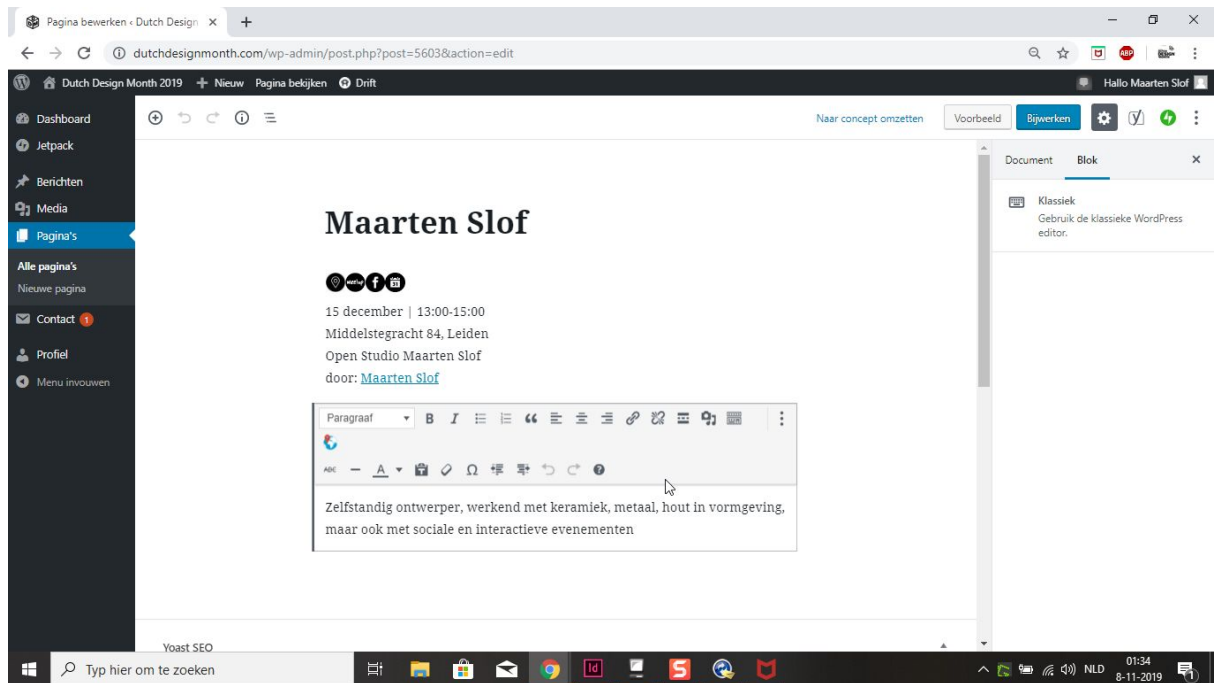 Pagina bewerken ‹ Dutch Design
dutchdesignmonth.com/wp-admin/post.php?post=5603&action=edit
ABP
Dutch Design Month 2019 Nieuw Pagina bekijken Drift
Hallo Maarten Slof
Dashboard
Jetpack
Berichten
Media
Pagina's
Alle pagina's
Nieuwe pagina
Contact 1
Profiel
Menu invouwen
Naar concept omzetten Voorbeeld Bijwerken
Document Blok
Klassiek
Gebruik de klassieke WordPress
editor.
Maarten Slof
meetup f 31
15 december | 13:00-15:00
Middelstegracht 84, Leiden
Open Studio Maarten Slof
door: Maarten Slof
Paragraaf B I
ABC A Ω
Zelfstandig ontwerper, werkend met keramiek, metaal, hout in vormgeving,
maar ook met sociale en interactieve evenementen
Yoast SEO
Typ hier om te zoeken
Id S
NLD 01:34
8-11-2019